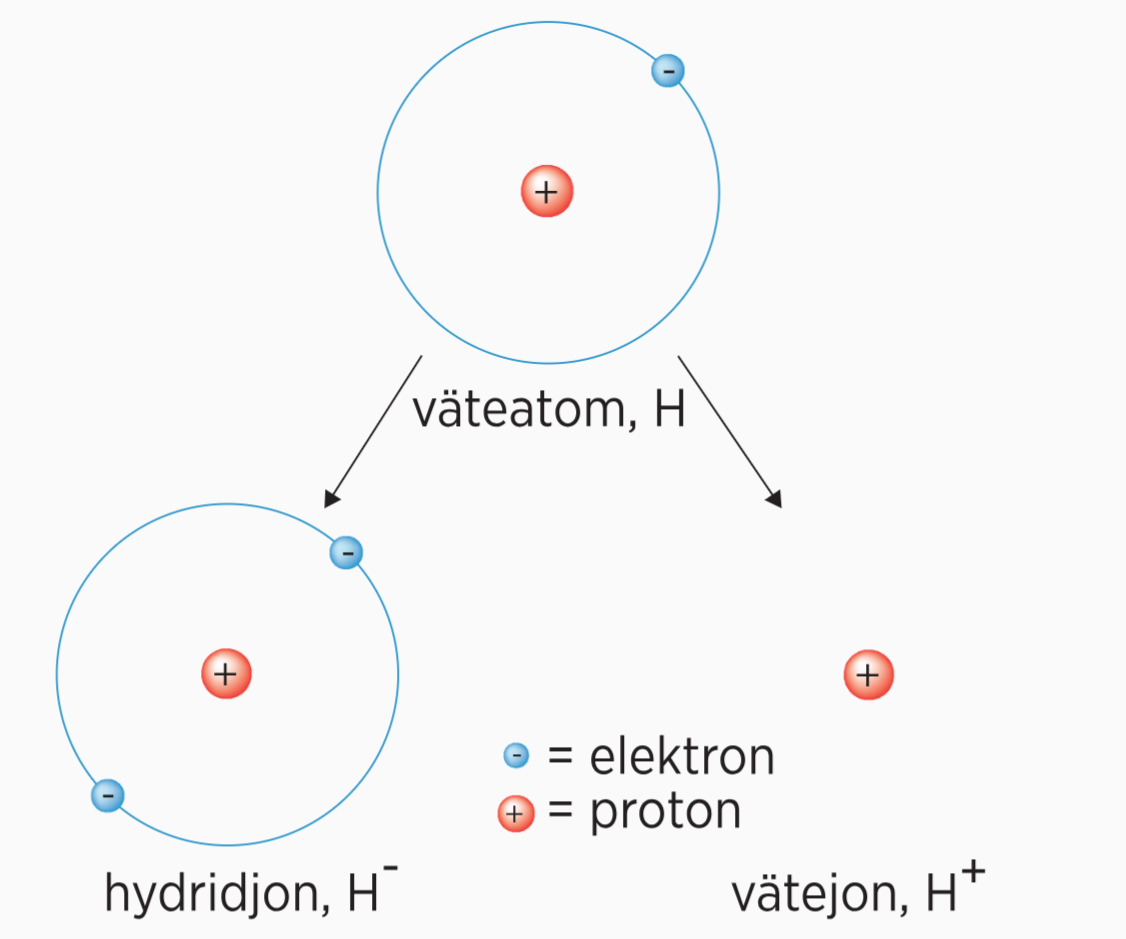 -
+
väteatom, H
-
+
-
+
- = elektron
+ = proton
hydridjon, H⁻
vätejon, H⁺